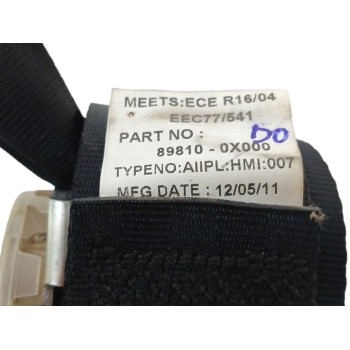 MEETS:ECE R16/04
EEC77/541
PART NO :
DO
89810 - 0X000
TYPENO:AIIPL:HMI:007
MFG DATE : 12/05/11